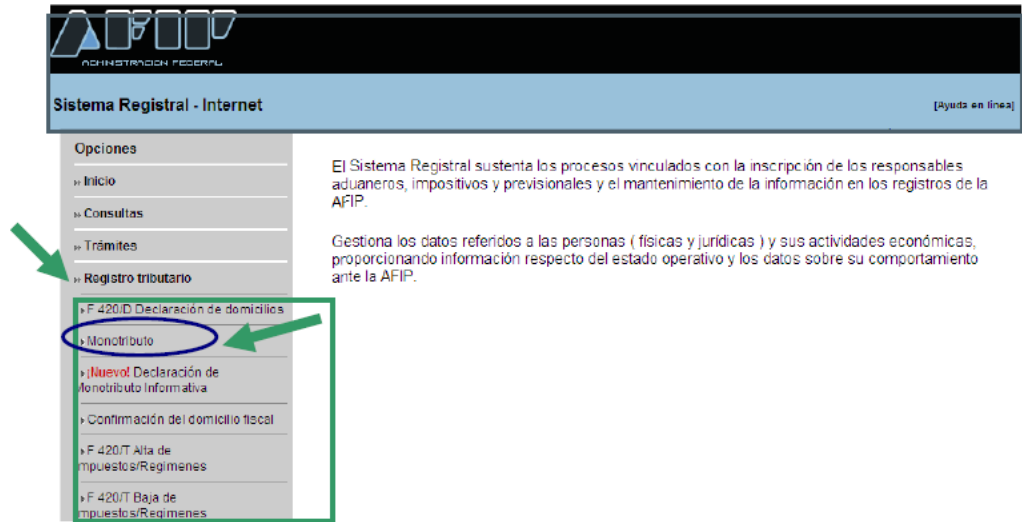 AFIP
ADMINISTRACION FEDERAL
Sistema Registral - Internet
[Ayuda en línea]
Opciones
» Inicio
» Consultas
» Trámites
» Registro tributario
▸F 420/D Declaración de domicilios
▸Monotributo
▸¡Nuevo! Declaración de
Monotributo Informativa
▸Confirmación del domicilio fiscal
▸F 420/T Alta de
Impuestos/Regimenes
▸F 420/T Baja de
Impuestos/Regimenes
El Sistema Registral sustenta los procesos vinculados con la inscripción de los responsables
aduaneros, impositivos y previsionales y el mantenimiento de la información en los registros de la
AFIP.
Gestiona los datos referidos a las personas ( físicas y jurídicas ) y sus actividades económicas,
proporcionando información respecto del estado operativo y los datos sobre su comportamiento
ante la AFIP.